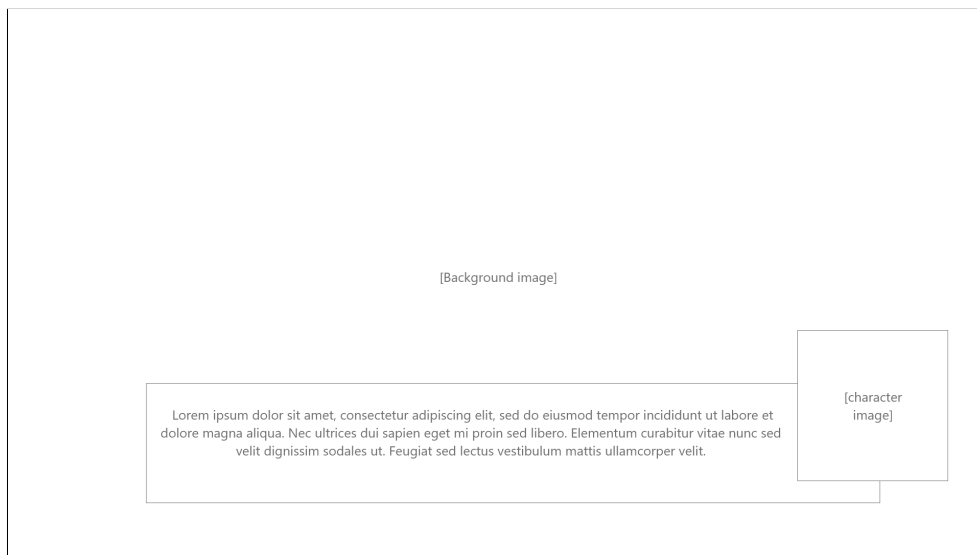 [Background image]
[character
image]
Lorem ipsum dolor sit amet, consectetur adipiscing elit, sed do eiusmod tempor incididunt ut labore et
dolore magna aliqua. Nec ultrices dui sapien eget mi proin sed libero. Elementum curabitur vitae nunc sed
velit dignissim sodales ut. Feugiat sed lectus vestibulum mattis ullamcorper velit.